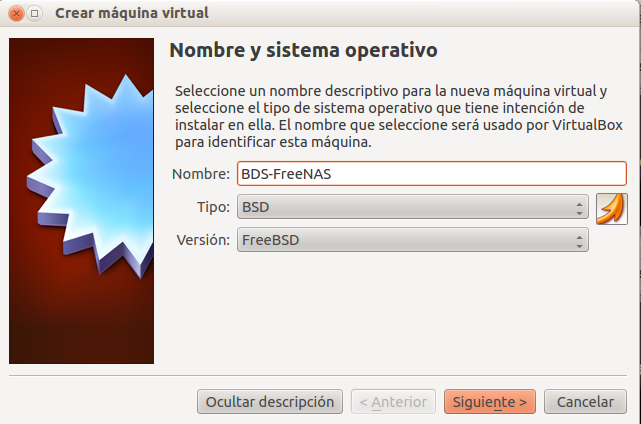 Crear máquina virtual
Nombre y sistema operativo
Seleccione un nombre descriptivo para la nueva máquina virtual y
seleccione el tipo de sistema operativo que tiene intención de
instalar en ella. El nombre que seleccione será usado por VirtualBox
para identificar esta máquina.
Nombre: BDS-FreeNAS
Tipo: BSD
Versión: FreeBSD
Ocultar descripción < Anterior Siguiente > Cancelar